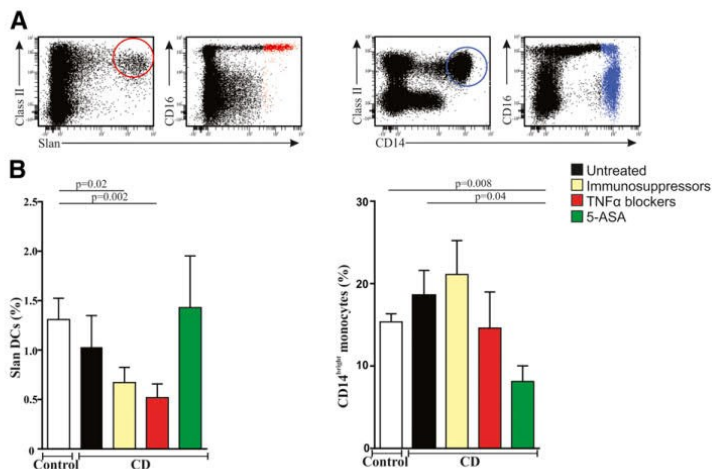 A
Class II
CD16
Class II
CD16
Slan
CD14
B
p=0.02
p=0.002
2.5
2.0
1.5
1.0
0.5
0
Slan DCs (%)
Control
CD
p=0.008
p=0.04
30
20
10
0
CD14bright monocytes (%)
Control
CD
Untreated
Immunosuppressors
TNFα blockers
5-ASA